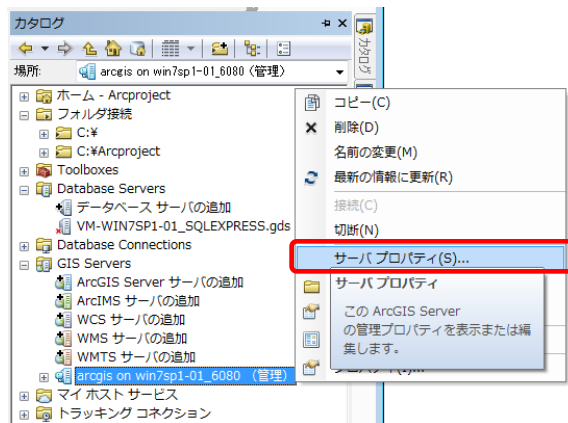 カタログ
カタログ
場所:
arcgis on win7sp1-01_6080 (管理)
ホーム - Arcproject
フォルダ接続
C:¥
C:¥Arcproject
Toolboxes
Database Servers
データベース サーバの追加
VM-WIN7SP1-01_SQLEXPRESS.gds
Database Connections
GIS Servers
ArcGIS Server サーバの追加
ArcIMS サーバの追加
WCS サーバの追加
WMS サーバの追加
WMTS サーバの追加
arcgis on win7sp1-01_6080 (管理)
マイ ホスト サービス
トラッキング コネクション
コピー(C)
削除(D)
名前の変更(M)
最新の情報に更新(R)
接続(C)
切断(N)
サーバ プロパティ(S)...
サーバ プロパティ
この ArcGIS Server
の管理プロパティを表示または編
集します。